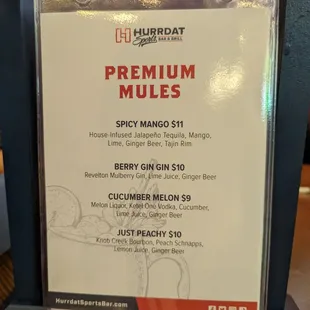 HURRDAT
Sports BAR & GRILL
PREMIUM
MULES
SPICY MANGO $11
House-Infused Jalapeño Tequila, Mango,
Lime, Ginger Beer, Tajin Rim
BERRY GIN GIN $10
Revelton Mulberry Gin, Lime Juice, Ginger Beer
CUCUMBER MELON $9
Melon Liquor, Ketel One Vodka, Cucumber,
Lime Juice, Ginger Beer
JUST PEACHY $10
Knob Creek Bourbon, Peach Schnapps,
Lemon Juice, Ginger Beer
HurrdatSportsBar.com